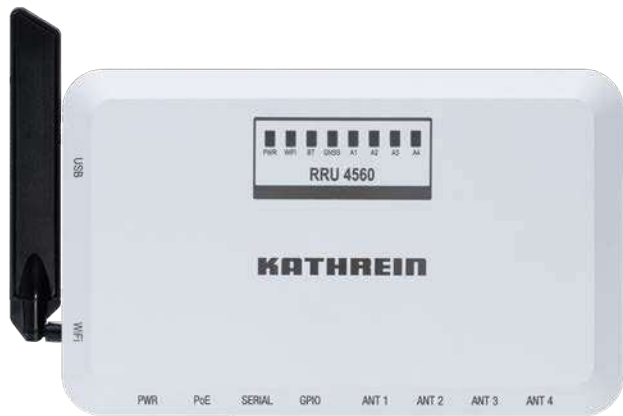 PWR WiFi BT GNSS A1 A2 A3 A4
RRU 4560
KATHREIN
USB
WiFi
PWR PoE SERIAL GPIO ANT 1 ANT 2 ANT 3 ANT 4